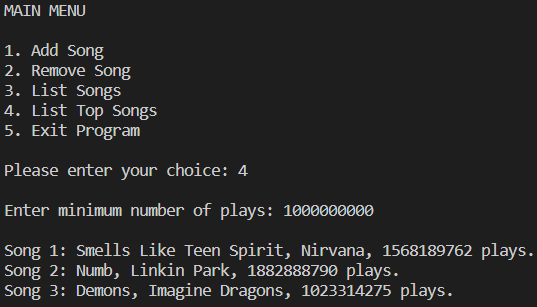 MAIN MENU
1. Add Song
2. Remove Song
3. List Songs
4. List Top Songs
5. Exit Program
Please enter your choice: 4
Enter minimum number of plays: 1000000000
Song 1: Smells Like Teen Spirit, Nirvana, 1568189762 plays.
Song 2: Numb, Linkin Park, 1882888790 plays.
Song 3: Demons, Imagine Dragons, 1023314275 plays.